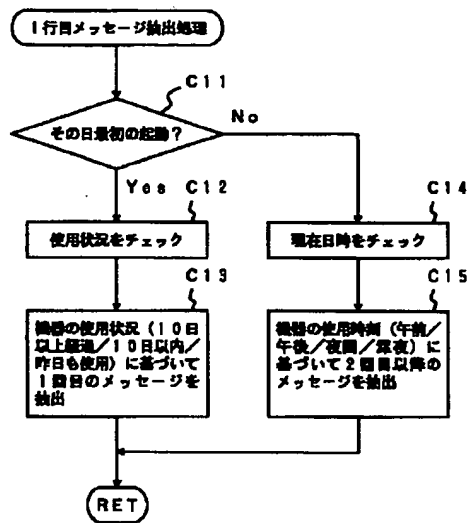 1行目メッセージ抽出処理
C11
その日最初の起動?
No
Yes
C12
C14
使用状況をチェック
現在日時をチェック
C13
C15
機器の使用状況(10日
以上経過/10日以内/
昨日も使用)に基づいて
1回目のメッセージを
抽出
機器の使用時刻(午前/
午後/夜間/深夜)に
基づいて2回目以降の
メッセージを抽出
RET